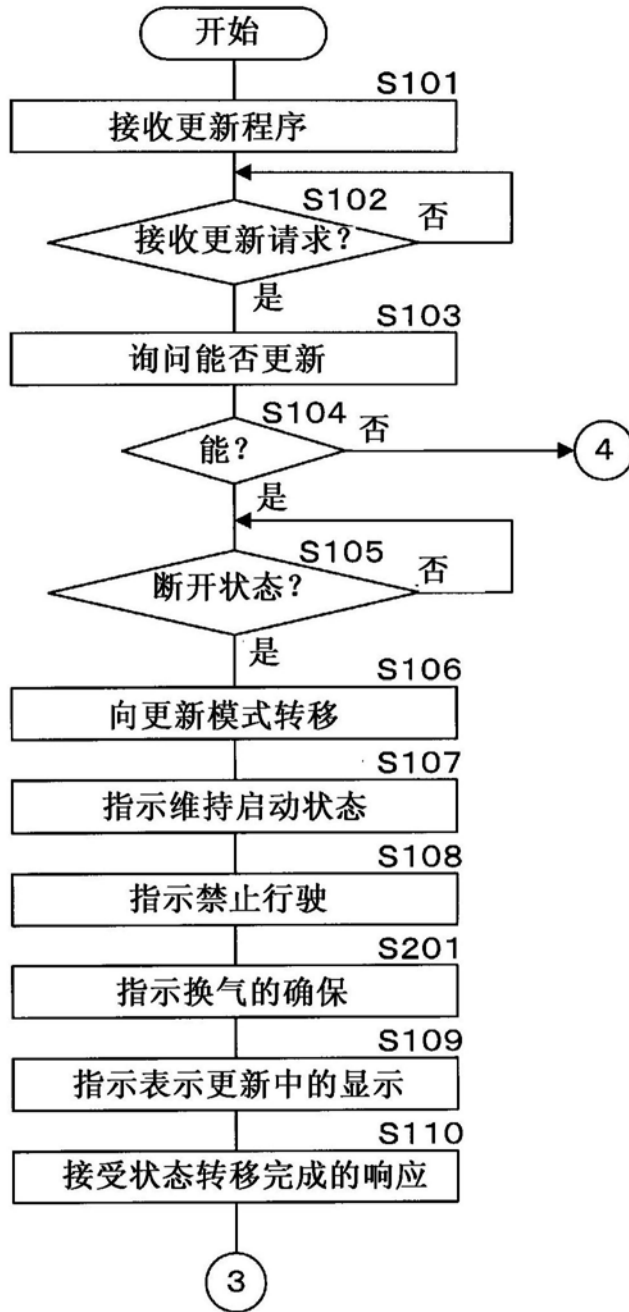 开始
S101
接收更新程序
S102
接收更新请求？
否
是
S103
询问能否更新
S104
能？
否
4
是
S105
断开状态？
否
是
S106
向更新模式转移
S107
指示维持启动状态
S108
指示禁止行驶
S201
指示换气的确保
S109
指示表示更新中的显示
S110
接受状态转移完成的响应
3